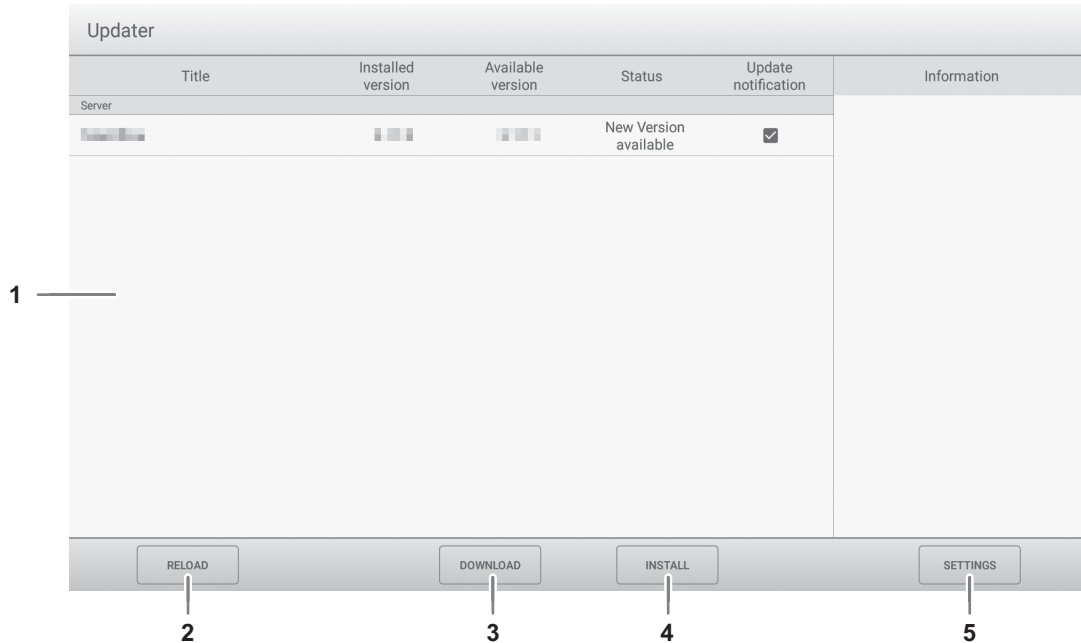 Updater
Title
Installed version
Available version
Status
Update notification
Information
Server
New Version available
1
RELOAD
DOWNLOAD
INSTALL
SETTINGS
2
3
4
5